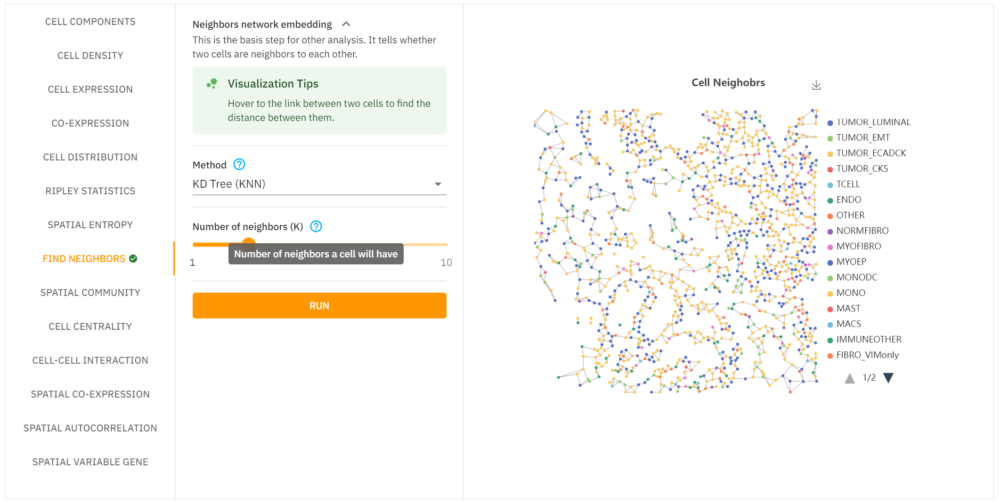 CELL COMPONENTS
CELL DENSITY
CELL EXPRESSION
CO-EXPRESSION
CELL DISTRIBUTION
RIPLEY STATISTICS
SPATIAL ENTROPY
FIND NEIGHBORS
SPATIAL COMMUNITY
CELL CENTRALITY
CELL-CELL INTERACTION
SPATIAL CO-EXPRESSION
SPATIAL AUTOCORRELATION
SPATIAL VARIABLE GENE
Neighbors network embedding
This is the basis step for other analysis. It tells whether
two cells are neighbors to each other.
Visualization Tips
Hover to the link between two cells to find the
distance between them.
Method ?
KD Tree (KNN)
Number of neighbors (K) ?
Number of neighbors a cell will have
1 10
RUN
Cell Neighobrs
TUMOR_LUMINAL
TUMOR_EMT
TUMOR_ECADCK
TUMOR_CK5
TCELL
ENDO
OTHER
NORMFIBRO
MYOFIBRO
MYOEP
MONODC
MONO
MAST
MACS
IMMUNEOTHER
FIBRO_VIMonly
1/2